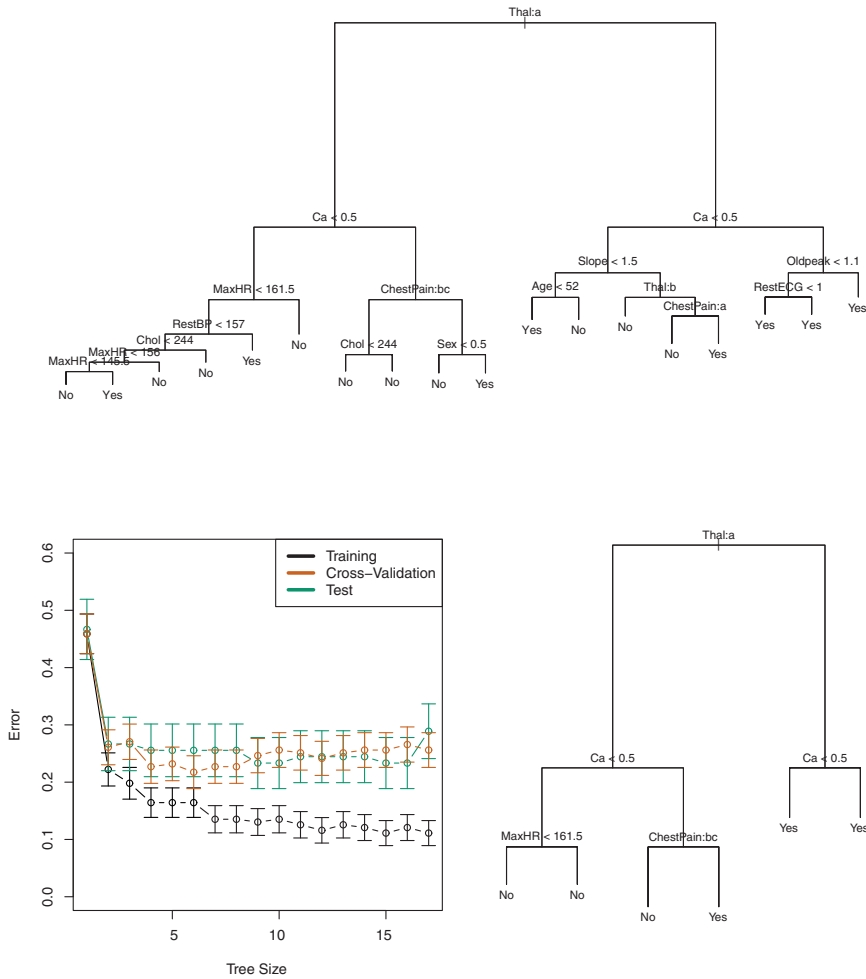 Thal:a
Ca < 0.5
Ca < 0.5
Slope < 1.5
Oldpeak < 1.1
MaxHR < 161.5
ChestPain:bc
Age < 52
Thal:b
RestECG < 1
ChestPain:a
Yes
RestBP < 157
Yes
No
No
Yes
Yes
Chol < 244
No
Chol < 244
Sex < 0.5
No
Yes
MaxHR < 156
Yes
MaxHR < 145.5
No
No
No
No
No
Yes
No
Yes
0.6
0.5
0.4
0.3
0.2
0.1
0.0
Error
Training
Cross−Validation
Test
5
10
15
Tree Size
Thal:a
Ca < 0.5
Ca < 0.5
MaxHR < 161.5
ChestPain:bc
Yes
Yes
No
No
No
Yes